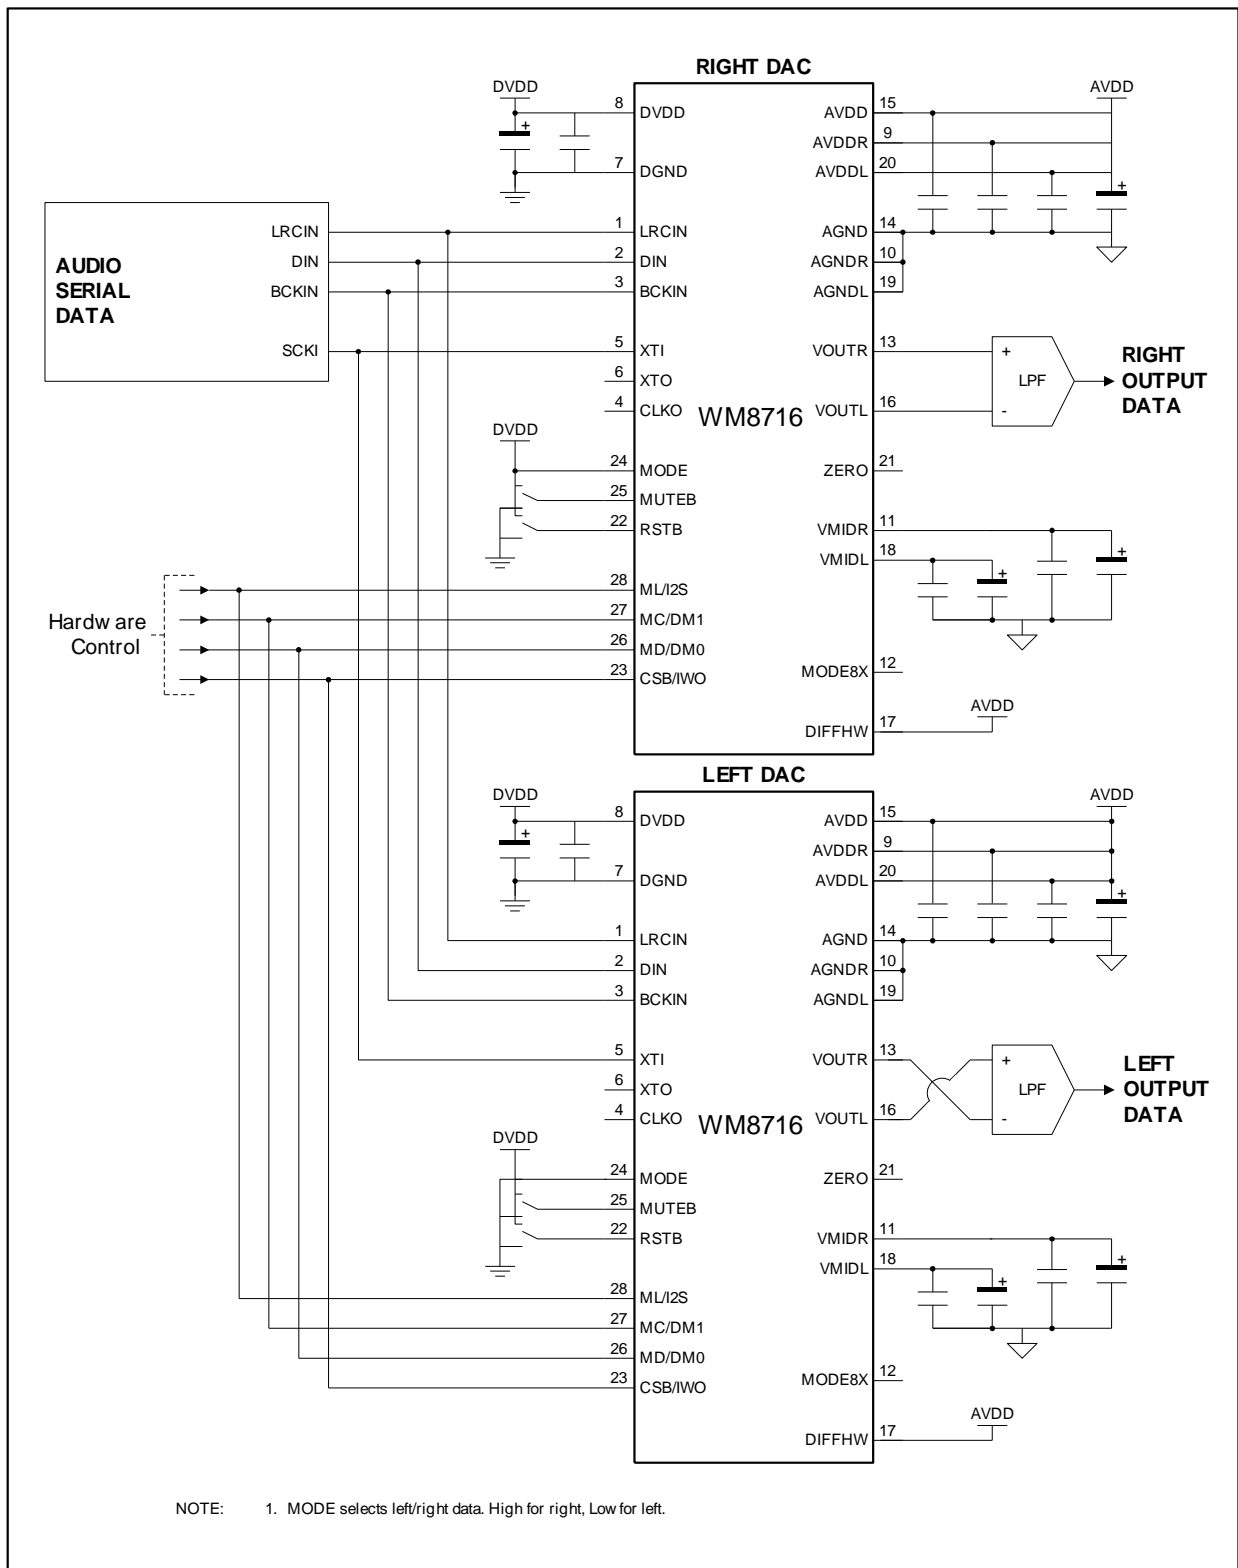 RIGHT DAC
DVDD
AVDD
8 DVDD
AVDD 15
AVDDR 9
7 DGND
AVDDL 20
+
+
AUDIO
SERIAL
DATA
LRCIN
DIN
BCKIN
SCKI
1 LRCIN
2 DIN
3 BCKIN
AGND 14
AGNDR 10
AGNDL 19
5 XTI
6 XTO
4 CLKO
WM8716
VOUTR 13
VOUTL 16
+
LPF
-
RIGHT
OUTPUT
DATA
DVDD
24 MODE
25 MUTEB
22 RSTB
ZERO 21
VMIDR 11
VMIDL 18
+
+
Hardware
Control
28 ML/I2S
27 MC/DM1
26 MD/DM0
23 CSB/IWO
MODE8X 12
DIFFHW 17
AVDD
LEFT DAC
DVDD
AVDD
8 DVDD
AVDD 15
AVDDR 9
7 DGND
AVDDL 20
+
+
1 LRCIN
2 DIN
3 BCKIN
AGND 14
AGNDR 10
AGNDL 19
5 XTI
6 XTO
4 CLKO
WM8716
VOUTR 13
VOUTL 16
+
LPF
-
LEFT
OUTPUT
DATA
DVDD
24 MODE
25 MUTEB
22 RSTB
ZERO 21
VMIDR 11
VMIDL 18
+
+
28 ML/I2S
27 MC/DM1
26 MD/DM0
23 CSB/IWO
MODE8X 12
DIFFHW 17
AVDD
NOTE: 1. MODE selects left/right data. High for right, Low for left.